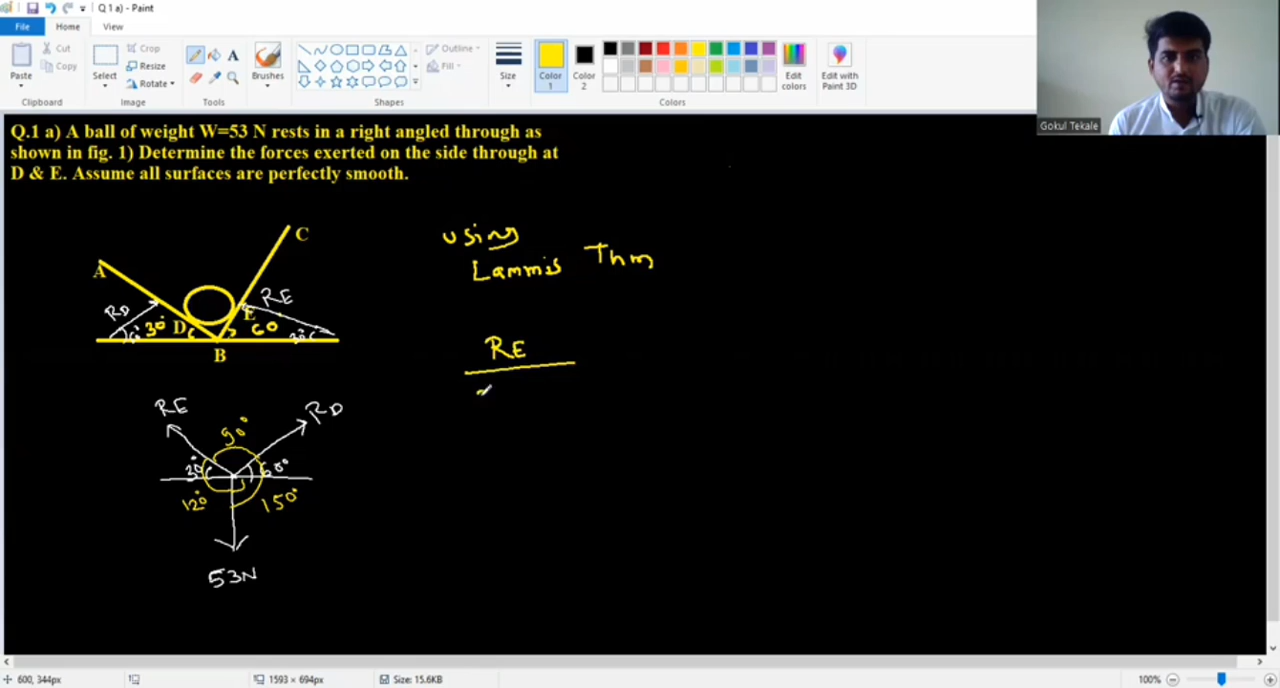 Q 1 a) - Paint
File Home View
Paste
Cut
Copy
Clipboard
Select
Crop
Resize
Rotate
Image
A
Tools
Brushes
Shapes
Outline
Fill
Size
Color 1
Color 2
Edit colors
Colors
Edit with Paint 3D
Gokul Tekale
Q.1 a) A ball of weight W=53 N rests in a right angled through as
shown in fig. 1) Determine the forces exerted on the side through at
D & E. Assume all surfaces are perfectly smooth.
C
A
RD
RE
E
30°
D
60
30°
B
using
Lammis Thm
RE
RE
RD
90°
30°
60°
120°
150°
53N
600, 344px
1593 × 694px
Size: 15.6KB
100%